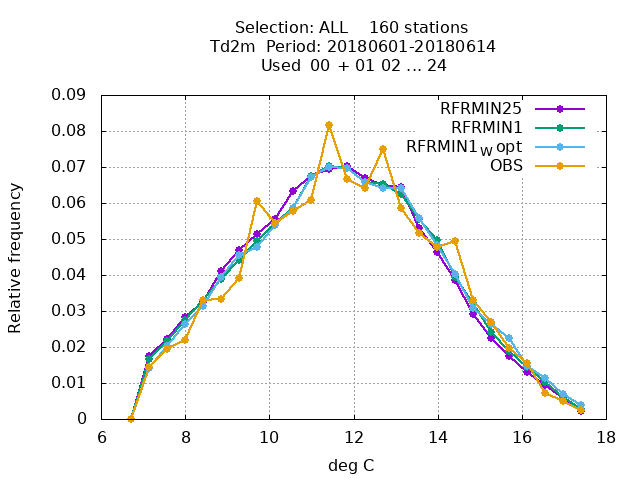 Selection: ALL    160 stations
Td2m  Period: 20180601-20180614
Used  00 + 01 02 ... 24
0.09
0.08
0.07
0.06
0.05
0.04
0.03
0.02
0.01
0
6 8 10 12 14 16 18
Relative frequency
deg C
RFRMIN25
RFRMIN1
RFRMIN1_W opt
OBS